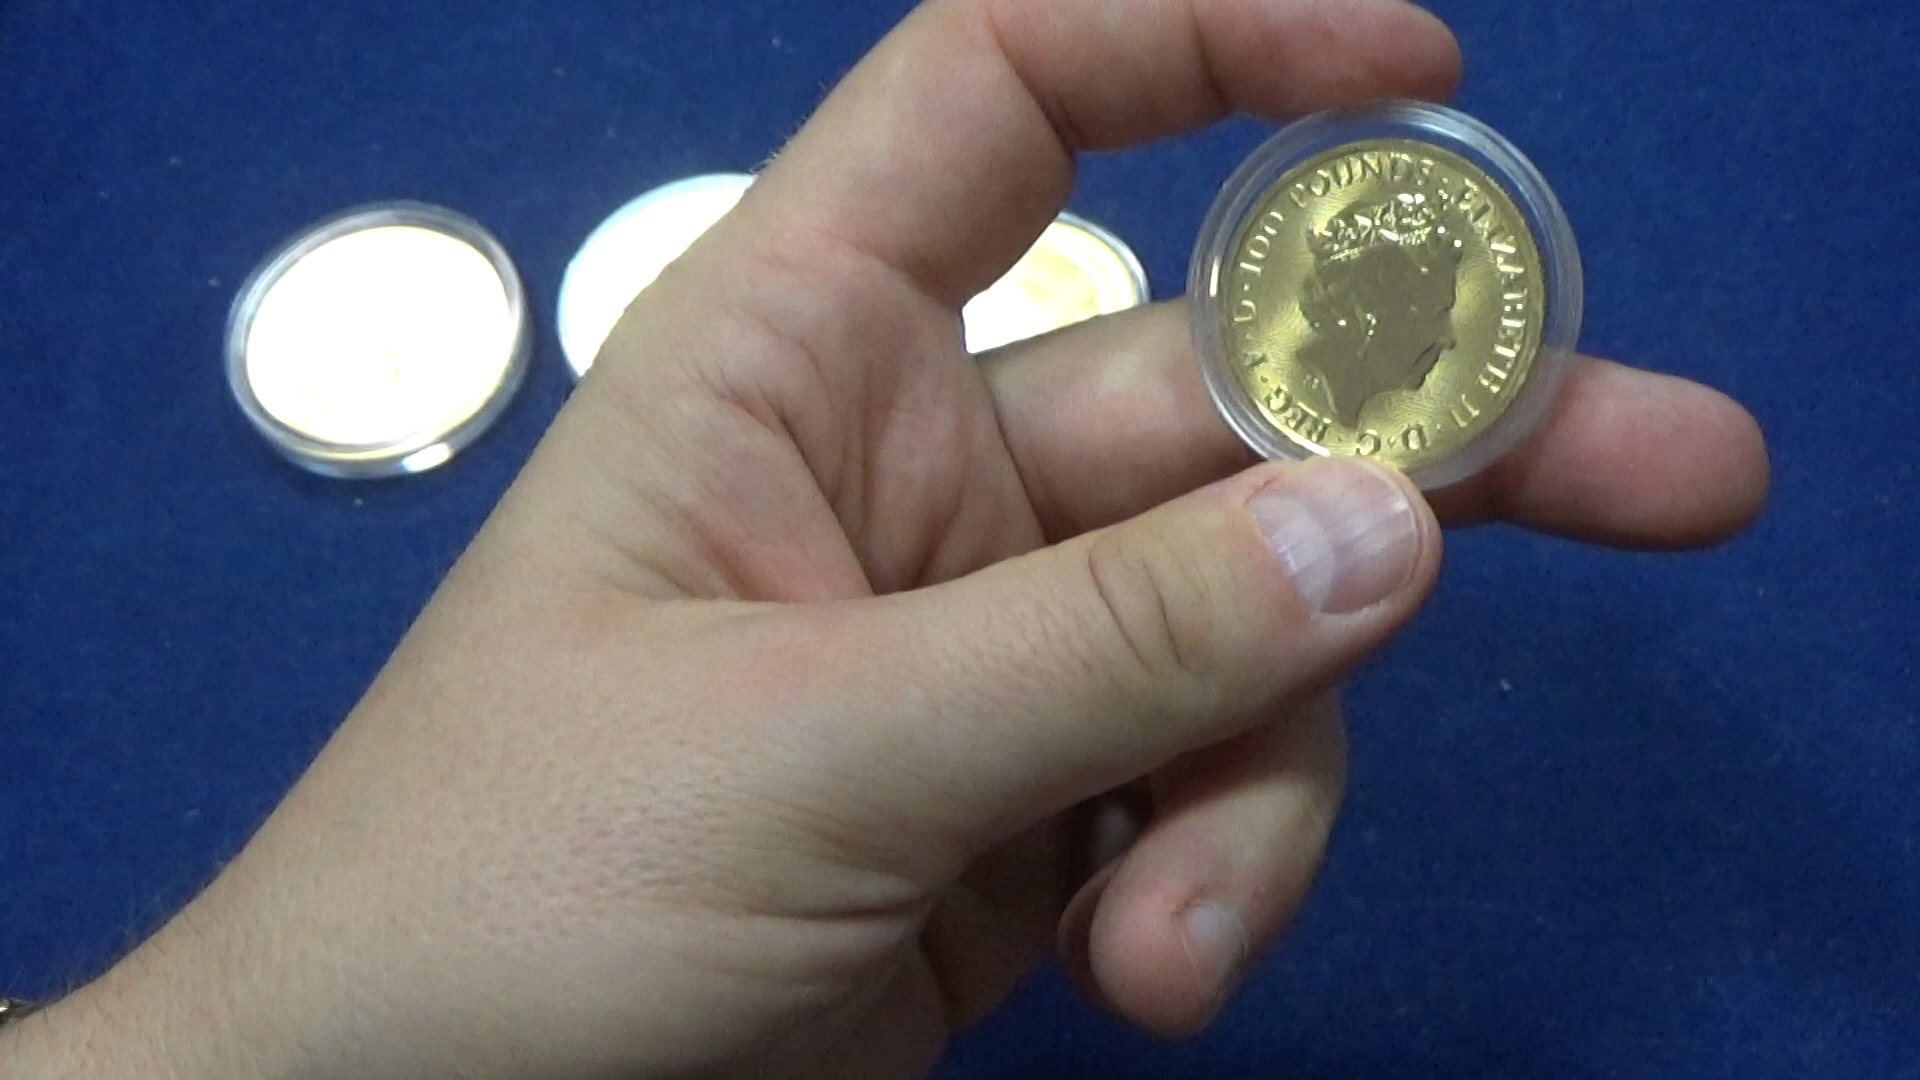 ELIZABETH II · D · G · REG · F · D · 100 POUNDS ·